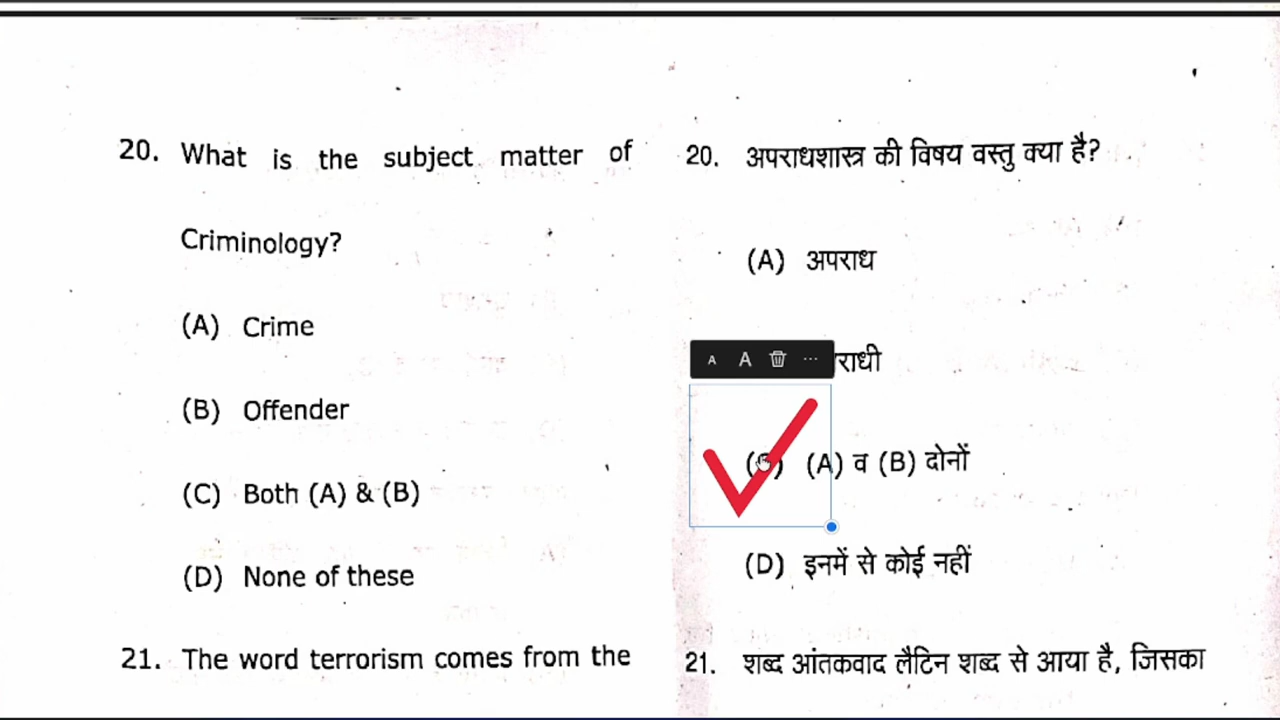 20. What is the subject matter of
Criminology?
(A) Crime
(B) Offender
(C) Both (A) & (B)
(D) None of these
21. The word terrorism comes from the
20. अपराधशास्त्र की विषय वस्तु क्या है?
(A) अपराध
राधी
(A) व (B) दोनों
(D) इनमें से कोई नहीं
21. शब्द आंतकवाद लैटिन शब्द से आया है, जिसका
A A ...